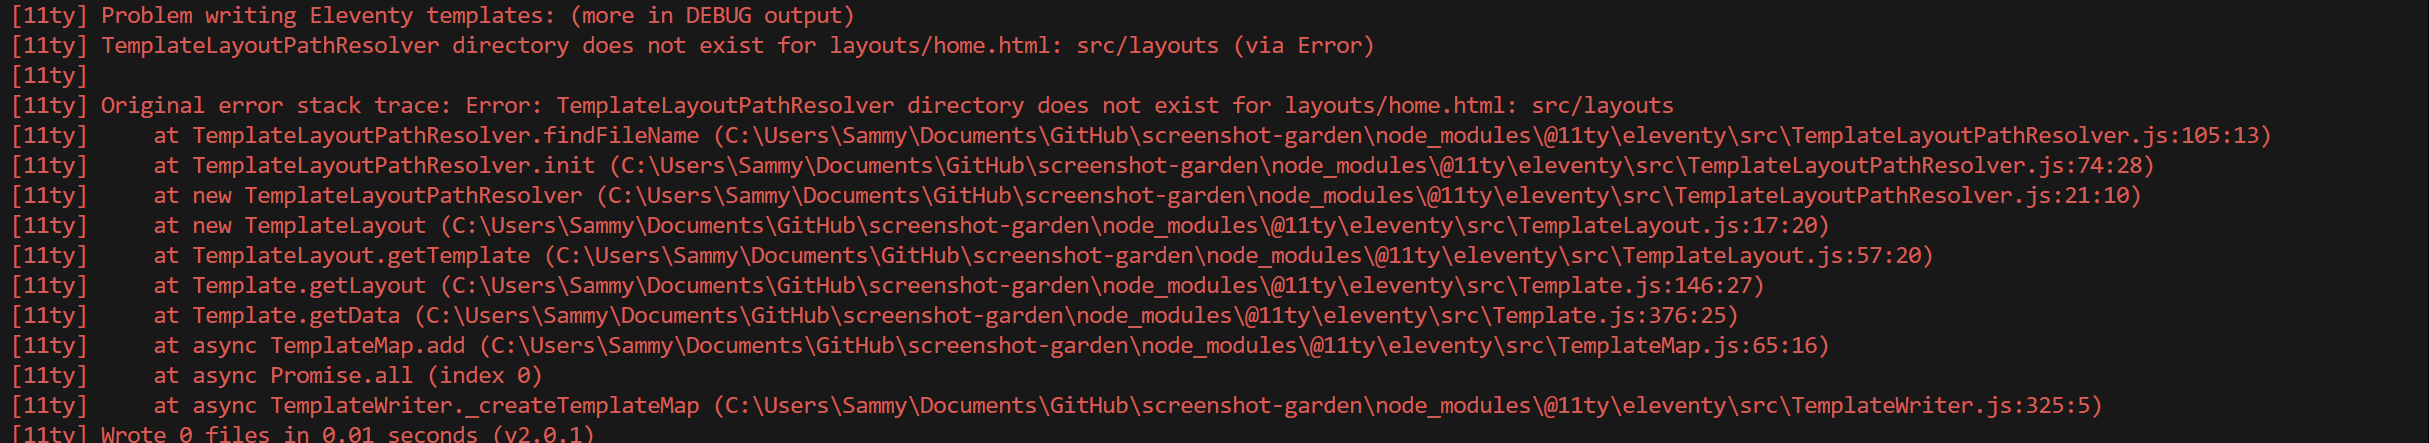 [11ty] Problem writing Eleventy templates: (more in DEBUG output)
[11ty] TemplateLayoutPathResolver directory does not exist for layouts/home.html: src/layouts (via Error)
[11ty]
[11ty] Original error stack trace: Error: TemplateLayoutPathResolver directory does not exist for layouts/home.html: src/layouts
[11ty]     at TemplateLayoutPathResolver.findFileName (C:\Users\Sammy\Documents\GitHub\screenshot-garden\node_modules\@11ty\eleventy\src\TemplateLayoutPathResolver.js:105:13)
[11ty]     at TemplateLayoutPathResolver.init (C:\Users\Sammy\Documents\GitHub\screenshot-garden\node_modules\@11ty\eleventy\src\TemplateLayoutPathResolver.js:74:28)
[11ty]     at new TemplateLayoutPathResolver (C:\Users\Sammy\Documents\GitHub\screenshot-garden\node_modules\@11ty\eleventy\src\TemplateLayoutPathResolver.js:21:10)
[11ty]     at new TemplateLayout (C:\Users\Sammy\Documents\GitHub\screenshot-garden\node_modules\@11ty\eleventy\src\TemplateLayout.js:17:20)
[11ty]     at TemplateLayout.getTemplate (C:\Users\Sammy\Documents\GitHub\screenshot-garden\node_modules\@11ty\eleventy\src\TemplateLayout.js:57:20)
[11ty]     at Template.getLayout (C:\Users\Sammy\Documents\GitHub\screenshot-garden\node_modules\@11ty\eleventy\src\Template.js:146:27)
[11ty]     at Template.getData (C:\Users\Sammy\Documents\GitHub\screenshot-garden\node_modules\@11ty\eleventy\src\Template.js:376:25)
[11ty]     at async TemplateMap.add (C:\Users\Sammy\Documents\GitHub\screenshot-garden\node_modules\@11ty\eleventy\src\TemplateMap.js:65:16)
[11ty]     at async Promise.all (index 0)
[11ty]     at async TemplateWriter._createTemplateMap (C:\Users\Sammy\Documents\GitHub\screenshot-garden\node_modules\@11ty\eleventy\src\TemplateWriter.js:325:5)
[11ty] Wrote 0 files in 0.01 seconds (v2.0.1)